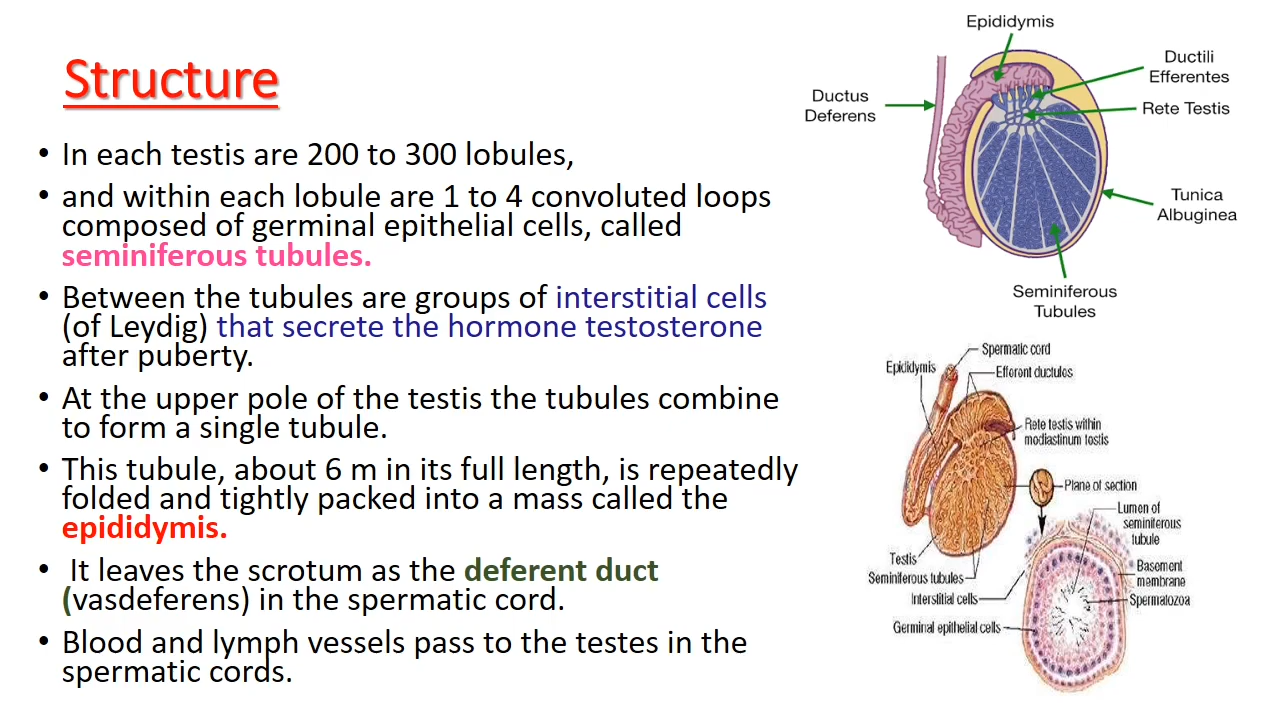 Structure
• In each testis are 200 to 300 lobules,
• and within each lobule are 1 to 4 convoluted loops
composed of germinal epithelial cells, called
seminiferous tubules.
• Between the tubules are groups of interstitial cells
(of Leydig) that secrete the hormone testosterone
after puberty.
• At the upper pole of the testis the tubules combine
to form a single tubule.
• This tubule, about 6 m in its full length, is repeatedly
folded and tightly packed into a mass called the
epididymis.
• It leaves the scrotum as the deferent duct
(vasdeferens) in the spermatic cord.
• Blood and lymph vessels pass to the testes in the
spermatic cords.
Epididymis
Ductili
Efferentes
Ductus
Deferens
Rete Testis
Tunica
Albuginea
Seminiferous
Tubules
Spermatic cord
Epididymis
Efferont ductulos
Rete testis within
modiastinum tostis
Plane of section
Lumen of
seminiferous
tubule
Testis
Seminiferous tubules
Basoment
membrane
Interstitial cells
Spermatozoa
Germinal epithelial cells